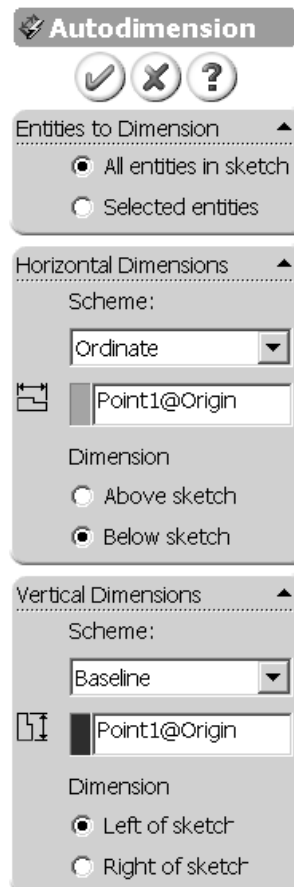 Autodimension
?
Entities to Dimension
All entities in sketch
Selected entities
Horizontal Dimensions
Scheme:
Ordinate
Point1@Origin
Dimension
Above sketch
Below sketch
Vertical Dimensions
Scheme:
Baseline
Point1@Origin
Dimension
Left of sketch
Right of sketch